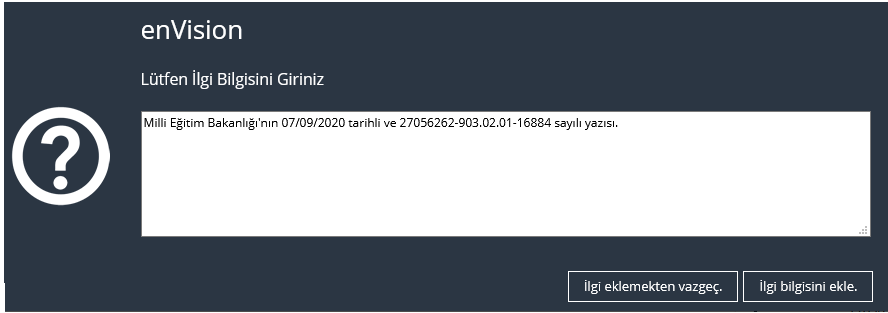 enVision
Lütfen İlgi Bilgisini Giriniz
Milli Eğitim Bakanlığı'nın 07/09/2020 tarihli ve 27056262-903.02.01-16884 sayılı yazısı.
İlgi eklemekten vazgeç.
İlgi bilgisini ekle.